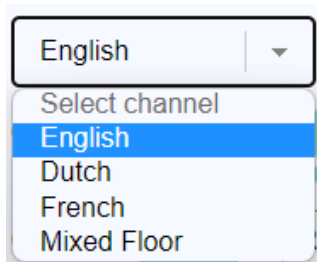 English
Select channel
English
Dutch
French
Mixed Floor